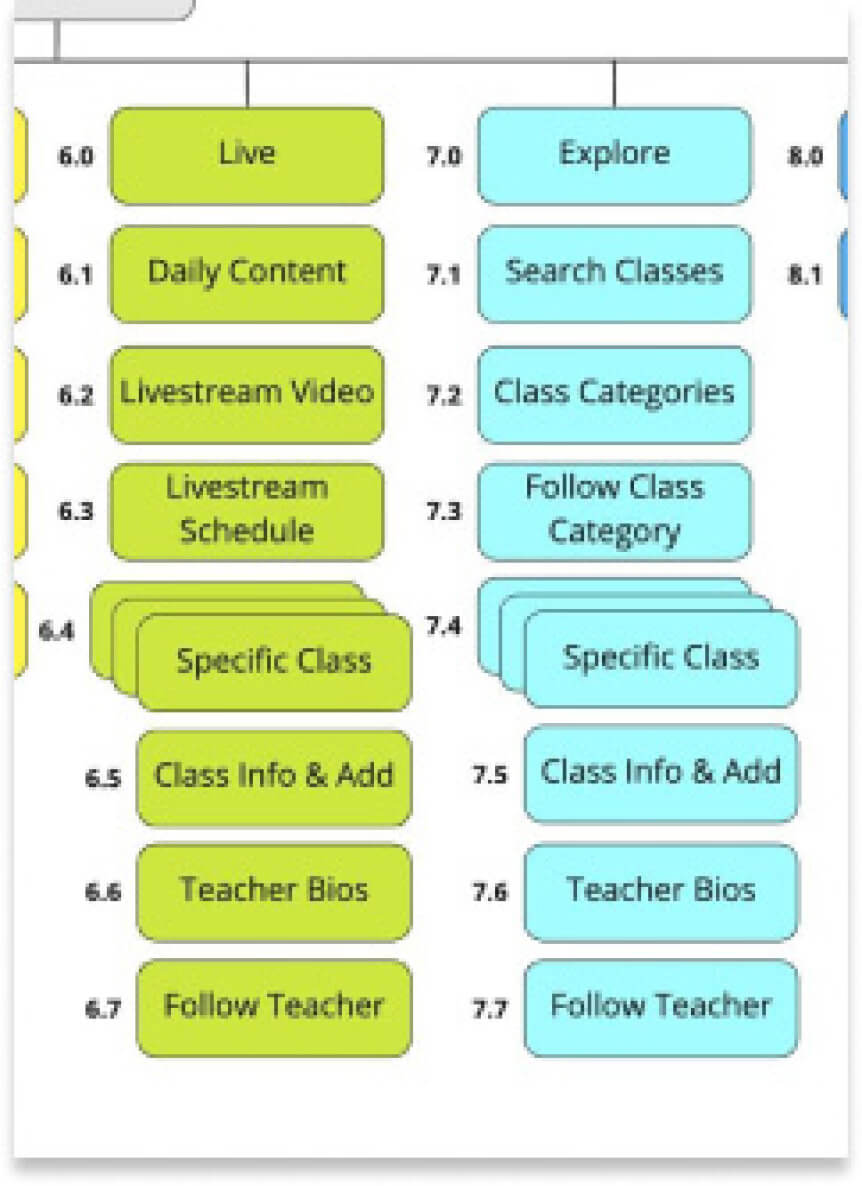 6.0 Live
6.1 Daily Content
6.2 Livestream Video
6.3 Livestream
Schedule
6.4 Specific Class
6.5 Class Info & Add
6.6 Teacher Bios
6.7 Follow Teacher
7.0 Explore
7.1 Search Classes
7.2 Class Categories
7.3 Follow Class
Category
7.4 Specific Class
7.5 Class Info & Add
7.6 Teacher Bios
7.7 Follow Teacher
8.0
8.1